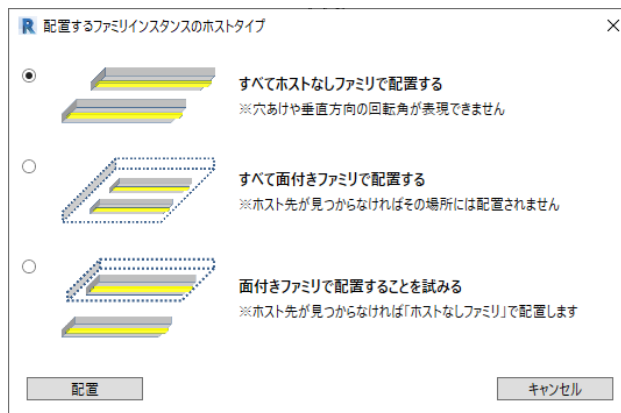 R 配置するファミリインスタンスのホストタイプ
すべてホストなしファミリで配置する
※穴あけや垂直方向の回転角が表現できません
すべて面付きファミリで配置する
※ホスト先が見つからなければその場所には配置されません
面付きファミリで配置することを試みる
※ホスト先が見つからなければ「ホストなしファミリ」で配置します
配置
キャンセル